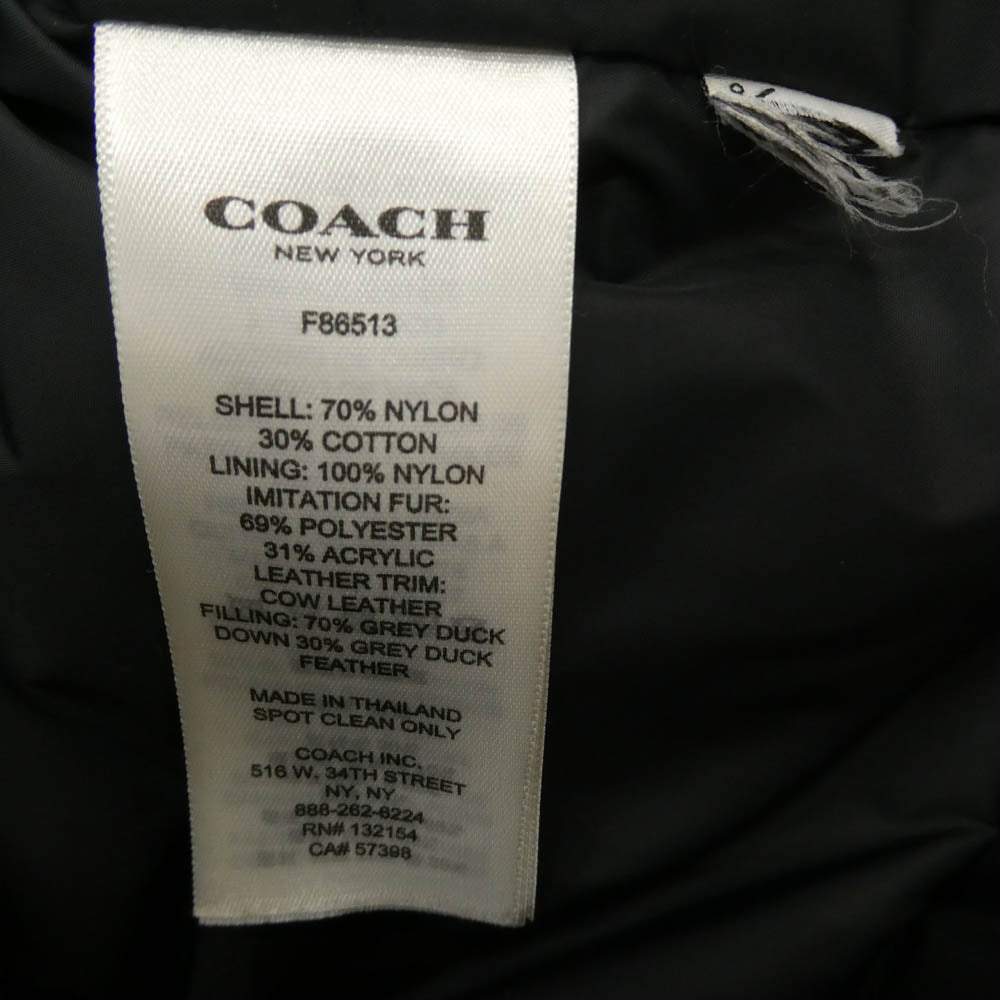 COACH
NEW YORK
F86513
SHELL: 70% NYLON
30% COTTON
LINING: 100% NYLON
IMITATION FUR:
69% POLYESTER
31% ACRYLIC
LEATHER TRIM:
COW LEATHER
FILLING: 70% GREY DUCK
DOWN 30% GREY DUCK
FEATHER
MADE IN THAILAND
SPOT CLEAN ONLY
COACH INC.
516 W. 34TH STREET
NY, NY
888-262-6224
RN# 132154
CA# 57398